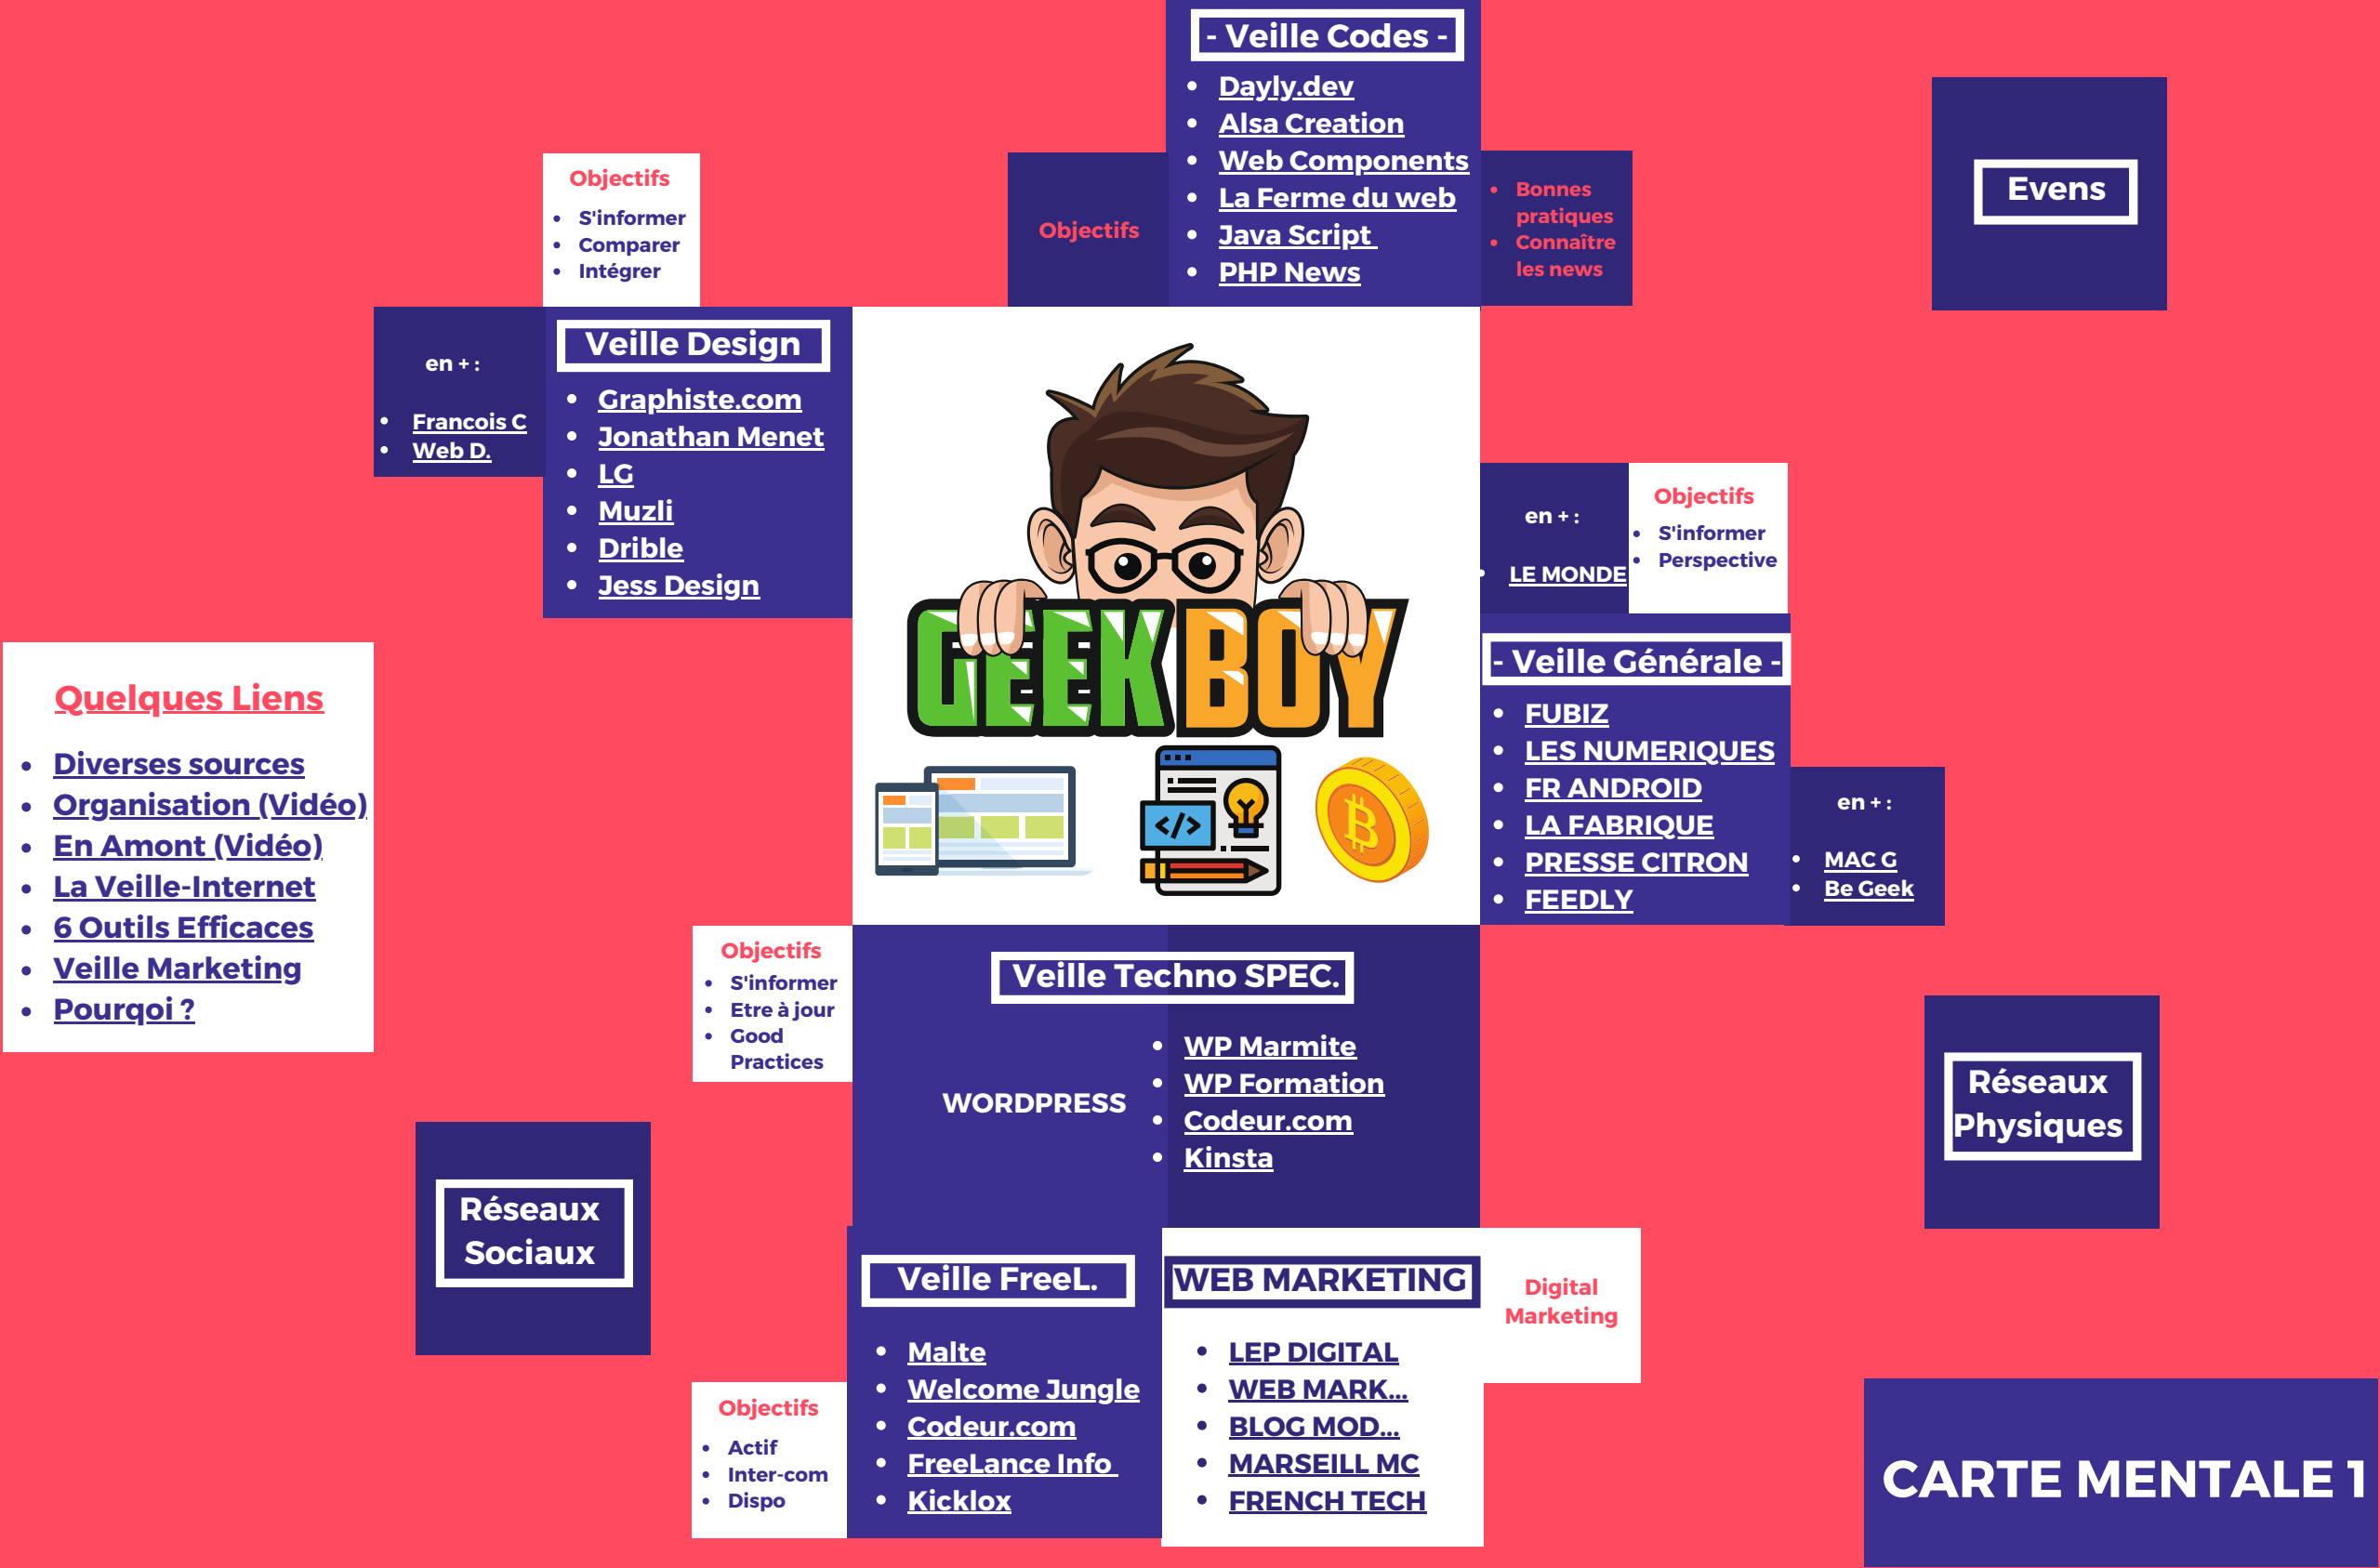 - Veille Codes -
Dayly.dev
Alsa Creation
Web Components
La Ferme du web
Java Script
PHP News
Objectifs
Bonnes
pratiques
Connaître
les news
Evens
Objectifs
S'informer
Comparer
Intégrer
en + :
Francois C
Web D.
Veille Design
Graphiste.com
Jonathan Menet
LG
Muzli
Drible
Jess Design
GEEK BOY
en + :
LE MONDE
Objectifs
S'informer
Perspective
- Veille Générale -
FUBIZ
LES NUMERIQUES
FR ANDROID
LA FABRIQUE
PRESSE CITRON
FEEDLY
en + :
MAC G
Be Geek
Quelques Liens
Diverses sources
Organisation (Vidéo)
En Amont (Vidéo)
La Veille-Internet
6 Outils Efficaces
Veille Marketing
Pourqoi ?
Objectifs
S'informer
Etre à jour
Good
Practices
Veille Techno SPEC.
WORDPRESS
WP Marmite
WP Formation
Codeur.com
Kinsta
Réseaux
Physiques
Réseaux
Sociaux
Veille FreeL.
Malte
Welcome Jungle
Codeur.com
FreeLance Info
Kicklox
WEB MARKETING
LEP DIGITAL
WEB MARK...
BLOG MOD...
MARSEILL MC
FRENCH TECH
Digital
Marketing
Objectifs
Actif
Inter-com
Dispo
CARTE MENTALE 1